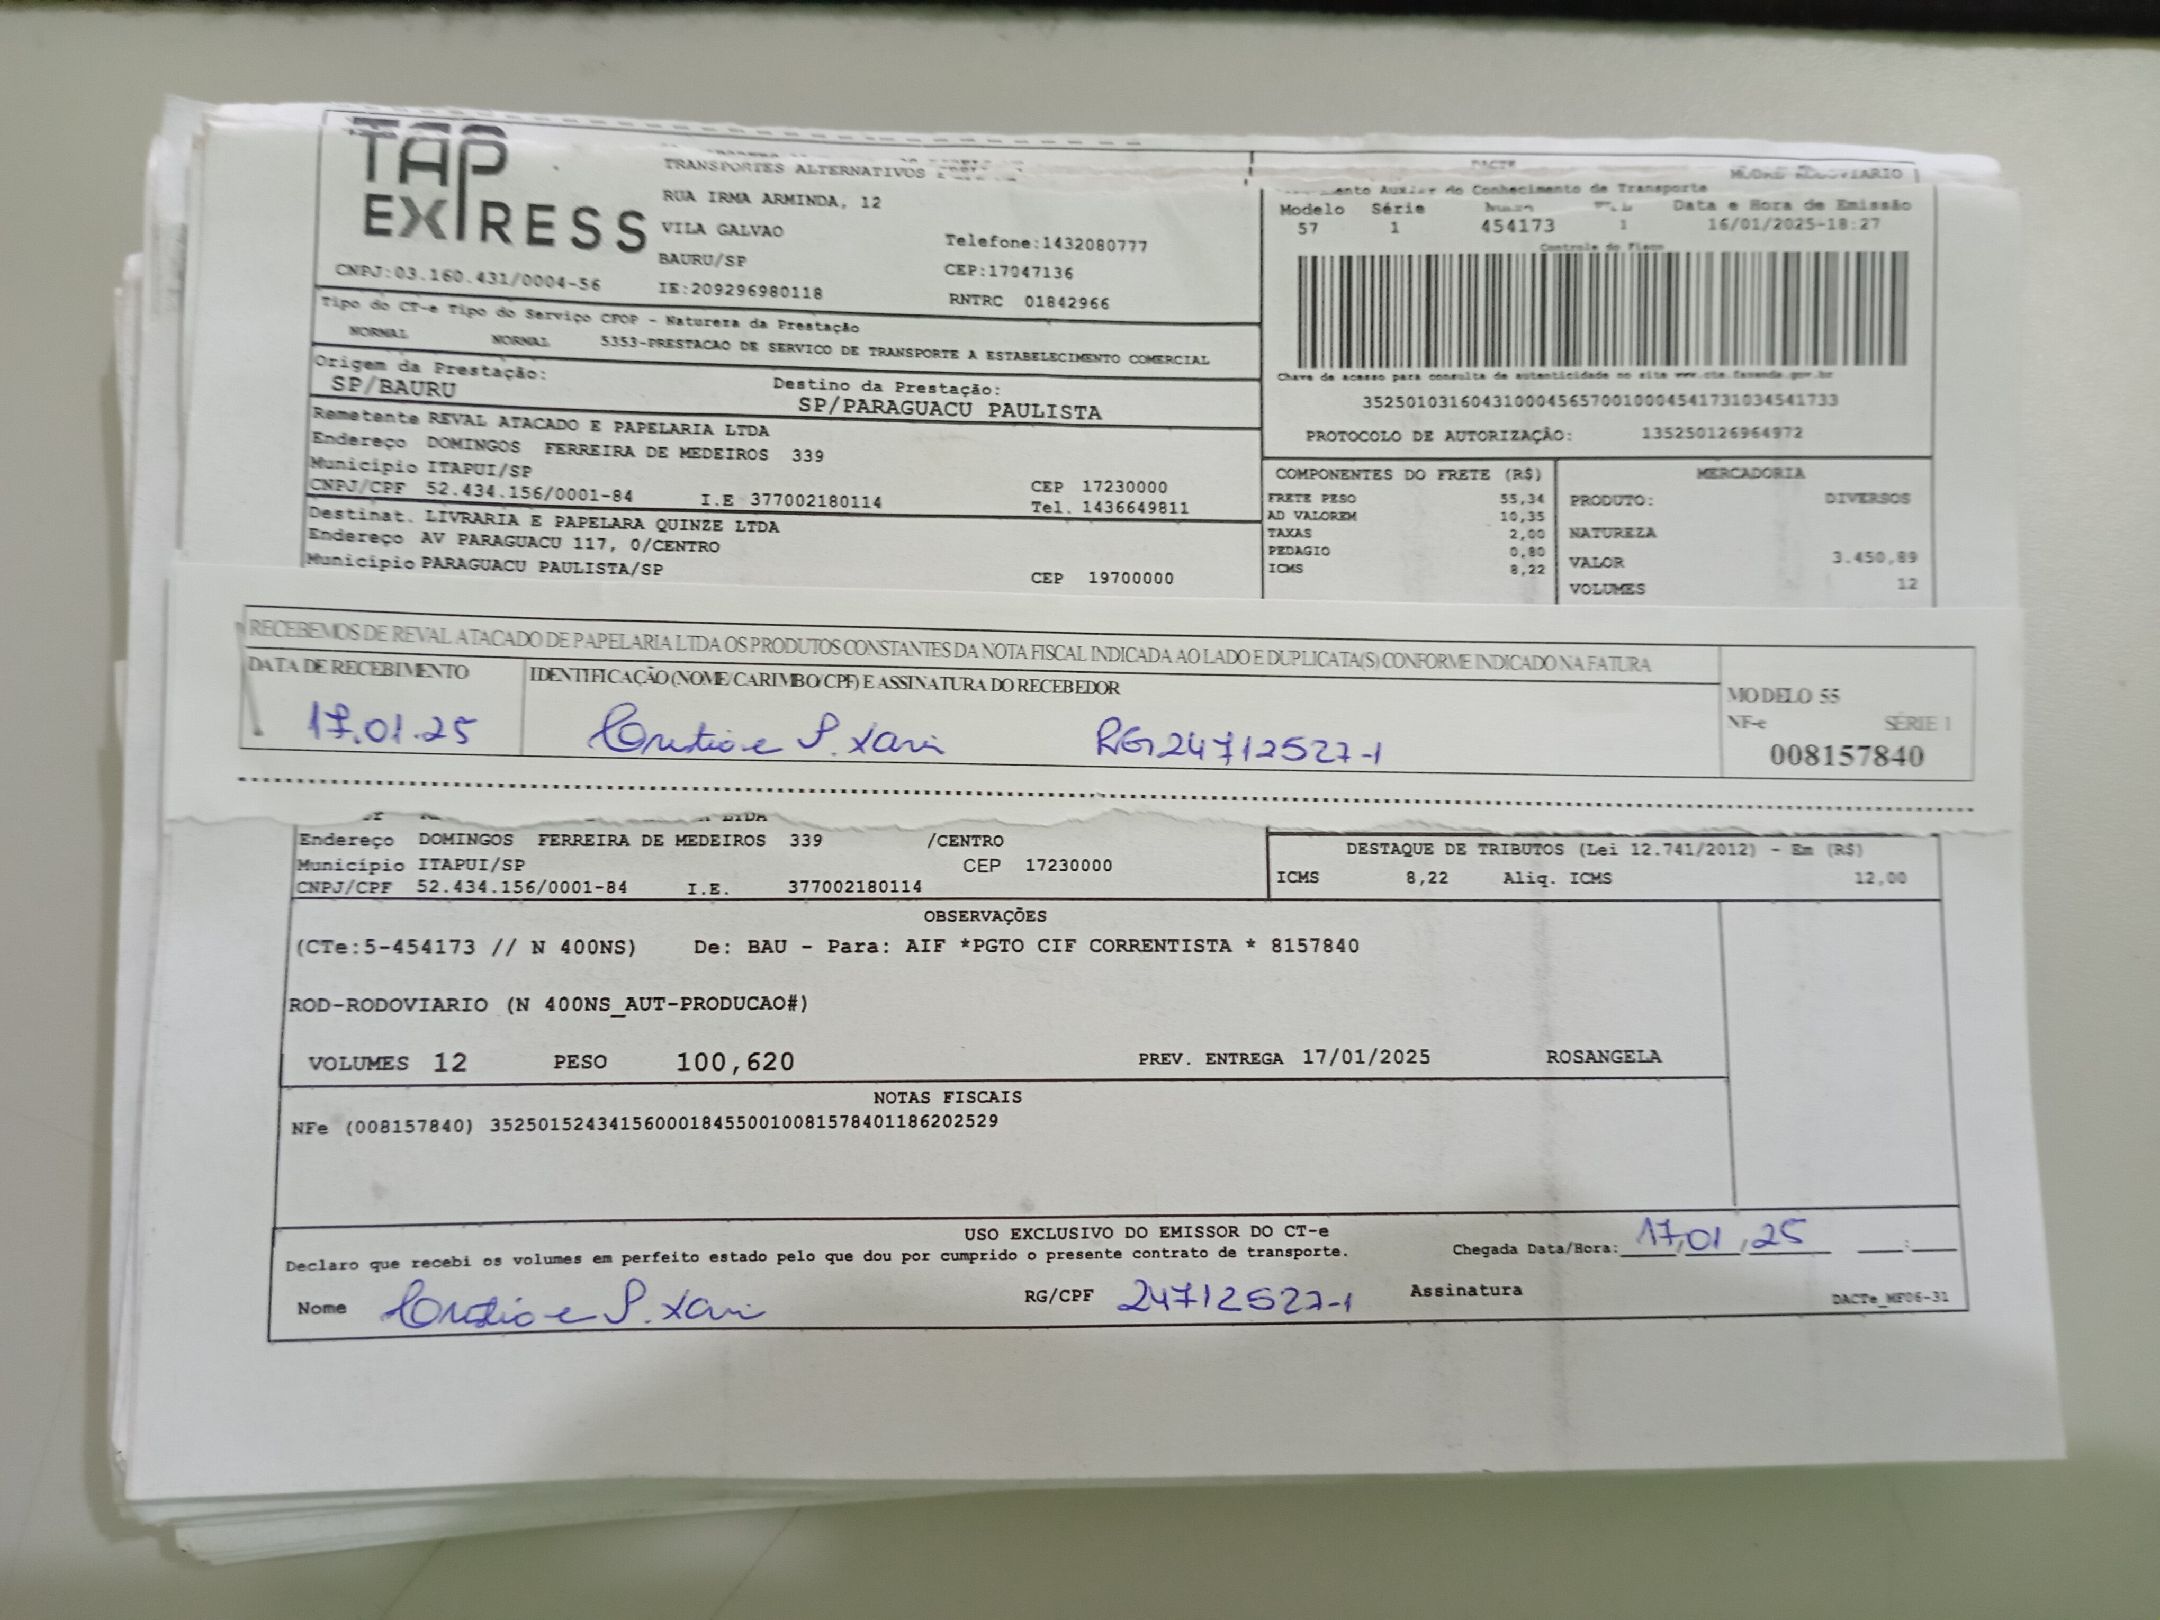 TAP
EXPRESS
CNPJ:03.160.431/0004-56
TRANSPORTES ALTERNATIVOS
RUA IRMA ARMINDA, 12
VILA GALVAO
BAURU/SP
IE:209296980118
Telefone:1432080777
CEP:17047136
RNTRC 01842966
DACTE
MODAL RODOVIARIO
Auxiliar do Conhecimento de Transporte
Modelo Série Data e Hora de Emissão
57 1 454173 1 16/01/2025-18:27
Controle do Fisco
Chave de acesso para consulta de autenticidade no site www.cte.fazenda.gov.br
35250103160431000456570010004541731034541733
PROTOCOLO DE AUTORIZAÇÃO: 135250126964972
Tipo do CT-e Tipo do Serviço CFOP - Natureza da Prestação
NORMAL NORMAL 5353-PRESTACAO DE SERVICO DE TRANSPORTE A ESTABELECIMENTO COMERCIAL
Origem da Prestação: Destino da Prestação:
SP/BAURU SP/PARAGUACU PAULISTA
Remetente REVAL ATACADO E PAPELARIA LTDA
Endereço DOMINGOS FERREIRA DE MEDEIROS 339
Município ITAPUI/SP CEP 17230000
CNPJ/CPF 52.434.156/0001-84 I.E 377002180114 Tel. 1436649811
Destinat. LIVRARIA E PAPELARA QUINZE LTDA
Endereço AV PARAGUACU 117, 0/CENTRO
Município PARAGUACU PAULISTA/SP CEP 19700000
COMPONENTES DO FRETE (R$)
FRETE PESO 55,34
AD VALOREM 10,35
TAXAS 2,00
PEDAGIO 0,80
ICMS 8,22
MERCADORIA
PRODUTO: DIVERSOS
NATUREZA
VALOR 3.450,89
VOLUMES 12
RECEBEMOS DE REVAL ATACADO DE PAPELARIA LTDA OS PRODUTOS CONSTANTES DA NOTA FISCAL INDICADA AO LADO E DUPLICATA(S) CONFORME INDICADO NA FATURA
DATA DE RECEBIMENTO IDENTIFICAÇÃO (NOME/CARIMBO/CPF) E ASSINATURA DO RECEBEDOR
17.01.25 RG 24712527-1
MODELO 55
NF-e SÉRIE 1
008157840
LTDA
Endereço DOMINGOS FERREIRA DE MEDEIROS 339 /CENTRO
Município ITAPUI/SP CEP 17230000
CNPJ/CPF 52.434.156/0001-84 I.E. 377002180114
DESTAQUE DE TRIBUTOS (Lei 12.741/2012) - Em (R$)
ICMS 8,22 Aliq. ICMS 12,00
OBSERVAÇÕES
(CTe:5-454173 // N 400NS) De: BAU - Para: AIF *PGTO CIF CORRENTISTA * 8157840
ROD-RODOVIARIO (N 400NS_AUT-PRODUCAO#)
VOLUMES 12 PESO 100,620 PREV. ENTREGA 17/01/2025 ROSANGELA
NOTAS FISCAIS
NFe (008157840) 35250152434156000184550010081578401186202529
USO EXCLUSIVO DO EMISSOR DO CT-e
Declaro que recebi os volumes em perfeito estado pelo que dou por cumprido o presente contrato de transporte. Chegada Data/Hora: 17,01,25
Nome RG/CPF 24712527-1 Assinatura
DACTe_MF06-31